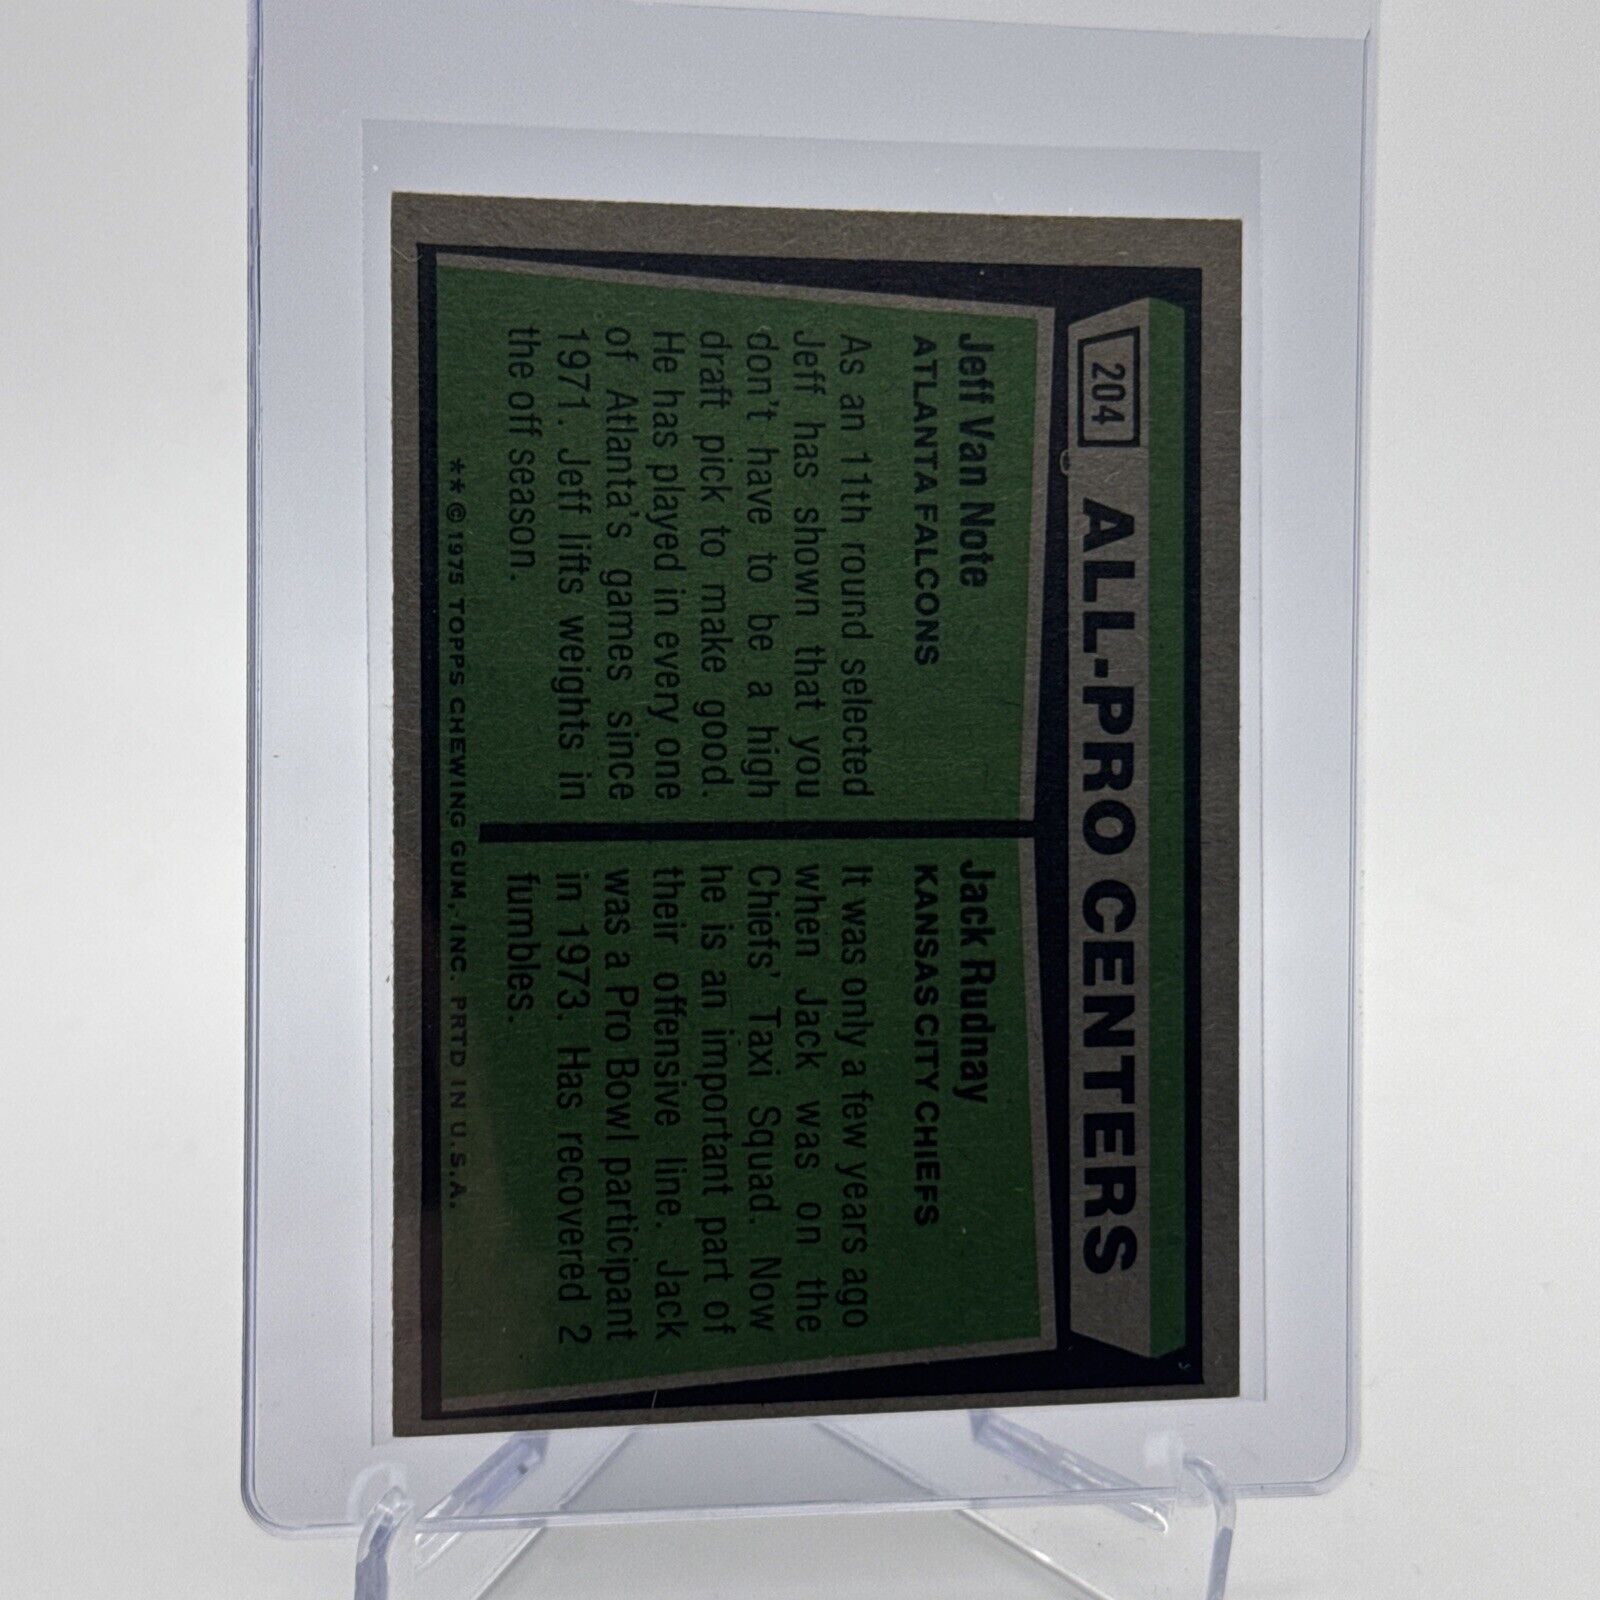 204
ALL-PRO CENTERS
Jeff Van Note
ATLANTA FALCONS
As an 11th round selected
Jeff has shown that you
don't have to be a high
draft pick to make good.
He has played in every one
of Atlanta's games since
1971. Jeff lifts weights in
the off season.
Jack Rudnay
KANSAS CITY CHIEFS
It was only a few years ago
when Jack was on the
Chiefs' Taxi Squad. Now
he is an important part of
their offensive line. Jack
was a Pro Bowl participant
in 1973. Has recovered 2
fumbles.
**©1975 TOPPS CHEWING GUM, INC. PRTD IN U.S.A.